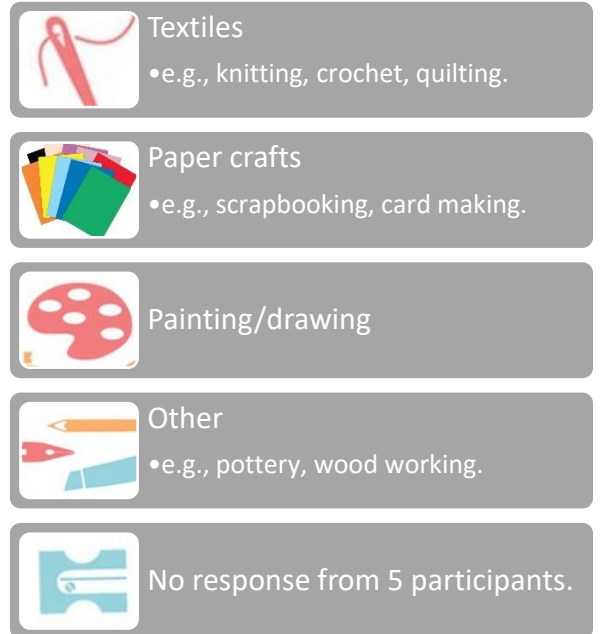 Textiles
•e.g., knitting, crochet, quilting.
Paper crafts
•e.g., scrapbooking, card making.
Painting/drawing
Other
•e.g., pottery, wood working.
No response from 5 participants.